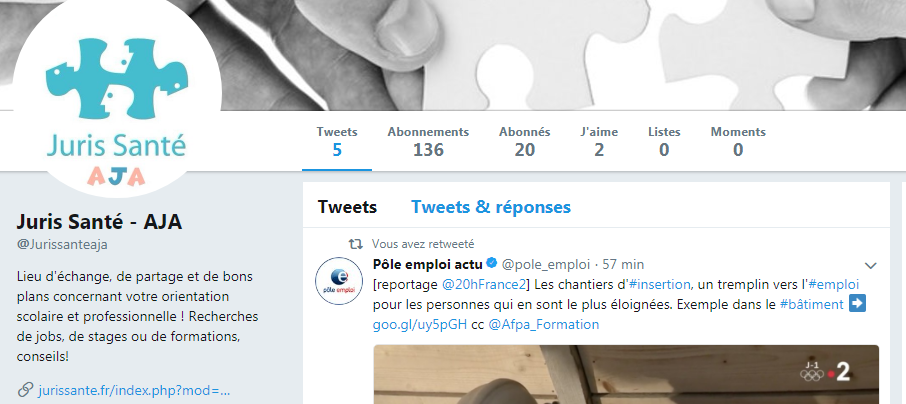 Juris Santé
AJA
Tweets Abonnements Abonnés J'aime Listes Moments
5 136 20 2 0 0
Juris Santé - AJA
@Jurissanteaja
Lieu d'échange, de partage et de bons
plans concernant votre orientation
scolaire et professionnelle ! Recherches
de jobs, de stages ou de formations,
conseils!
jurissante.fr/index.php?mod=...
Tweets Tweets & réponses
Vous avez retweeté
pôle emploi
Pôle emploi actu @pole_emploi · 57 min
[reportage @20hFrance2] Les chantiers d'#insertion, un tremplin vers l'#emploi
pour les personnes qui en sont le plus éloignées. Exemple dans le #bâtiment ➡
goo.gl/uy5pGH cc @Afpa_Formation
J-1
2